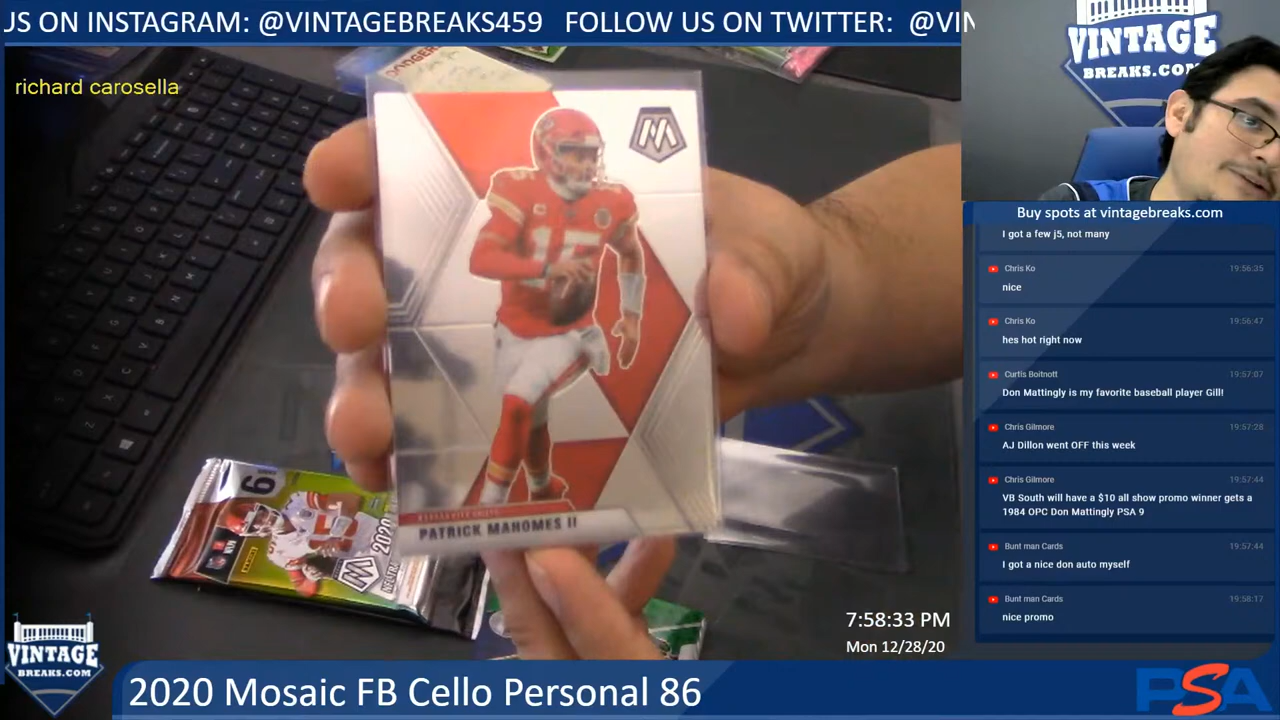 US ON INSTAGRAM: @VINTAGEBREAKS459 FOLLOW US ON TWITTER: @VIN
VINTAGE
BREAKS.COM
richard carosella
DODGERS
M
15
PATRICK MAHOMES II
6
2020
M
PANINI
Buy spots at vintagebreaks.com
I got a few j5, not many
Chris Ko 19:56:35
nice
Chris Ko 19:56:47
hes hot right now
Curtis Boitnott 19:57:07
Don Mattingly is my favorite baseball player Gill!
Chris Gilmore 19:57:28
AJ Dillon went OFF this week
Chris Gilmore 19:57:44
VB South will have a $10 all show promo winner gets a
1984 OPC Don Mattingly PSA 9
Bunt man Cards 19:57:44
I got a nice don auto myself
Bunt man Cards 19:58:17
nice promo
7:58:33 PM
Mon 12/28/20
VINTAGE
BREAKS.COM
2020 Mosaic FB Cello Personal 86
PSA